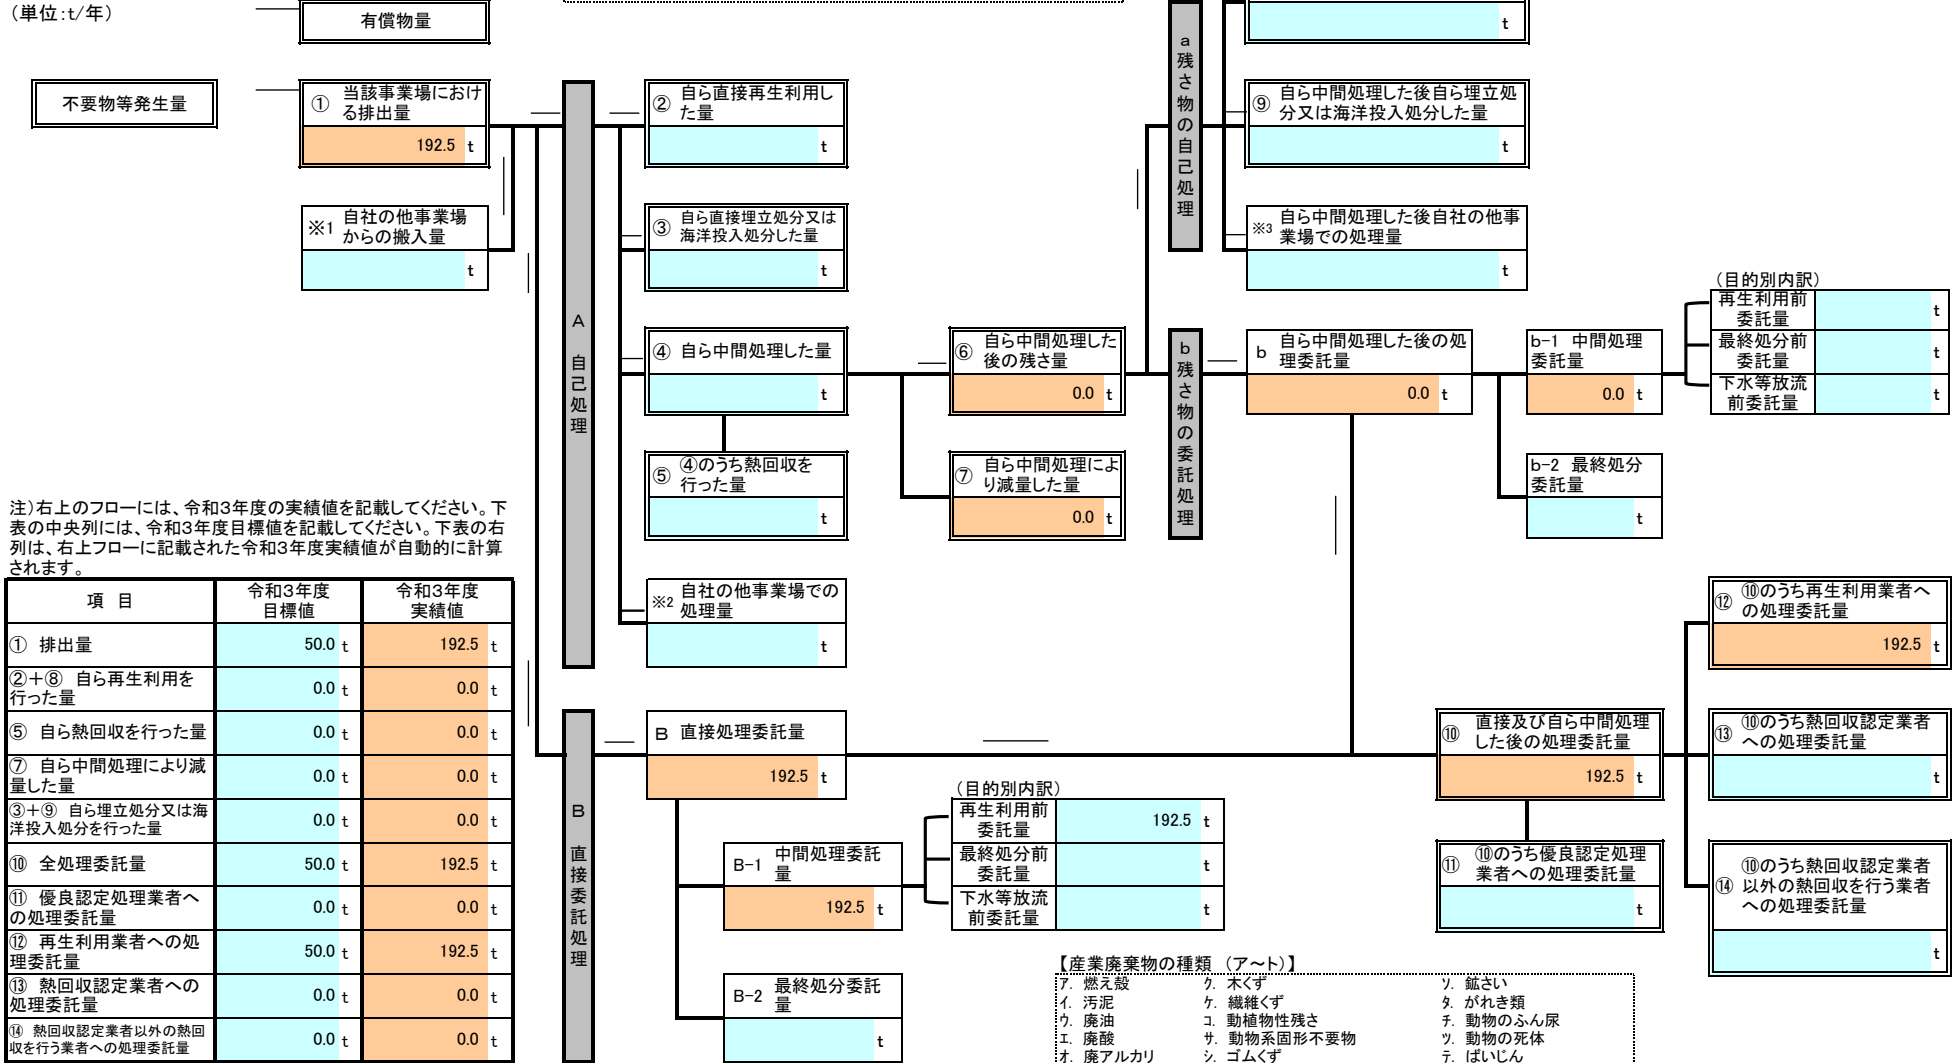 （単位：t/年）
有償物量
t
不要物等発生量
① 当該事業場におけ
る排出量
192.5 t
※1 自社の他事業場
からの搬入量
t
A 自己処理
② 自ら直接再生利用し
た量
t
③ 自ら直接埋立処分又は
海洋投入処分した量
t
④ 自ら中間処理した量
t
⑤ ④のうち熱回収を
行った量
t
※2 自社の他事業場での
処理量
t
⑥ 自ら中間処理した
後の残さ量
0.0 t
⑦ 自ら中間処理によ
り減量した量
0.0 t
a 残さ物の自己処理
⑨ 自ら中間処理した後自ら埋立処
分又は海洋投入処分した量
t
※3 自ら中間処理した後自社の他事
業場での処理量
t
b 残さ物の委託処理
b 自ら中間処理した後の処
理委託量
0.0 t
b-1 中間処理
委託量
0.0 t
b-2 最終処分
委託量
t
（目的別内訳）
再生利用前
委託量
t
最終処分前
委託量
t
下水等放流
前委託量
t
注）右上のフローには、令和3年度の実績値を記載してください。下
表の中央列には、令和3年度目標値を記載してください。下表の右
列は、右上フローに記載された令和3年度実績値が自動的に計算
されます。
項 目
令和3年度
目標値
令和3年度
実績値
① 排出量 50.0 t 192.5 t
②＋⑧ 自ら再生利用を
行った量 0.0 t 0.0 t
⑤ 自ら熱回収を行った量 0.0 t 0.0 t
⑦ 自ら中間処理により減
量した量 0.0 t 0.0 t
③＋⑨ 自ら埋立処分又は海
洋投入処分を行った量 0.0 t 0.0 t
⑩ 全処理委託量 50.0 t 192.5 t
⑪ 優良認定処理業者へ
の処理委託量 0.0 t 0.0 t
⑫ 再生利用業者への処
理委託量 50.0 t 192.5 t
⑬ 熱回収認定業者への
処理委託量 0.0 t 0.0 t
⑭ 熱回収認定業者以外の熱回
収を行う業者への処理委託量 0.0 t 0.0 t
B 直接委託処理
B 直接処理委託量
192.5 t
B-1 中間処理委託
量
192.5 t
B-2 最終処分委託
量
t
（目的別内訳）
再生利用前
委託量
192.5 t
最終処分前
委託量
t
下水等放流
前委託量
t
⑩ 直接及び自ら中間処理
した後の処理委託量
192.5 t
⑪ ⑩のうち優良認定処理
業者への処理委託量
t
⑫ ⑩のうち再生利用業者へ
の処理委託量
192.5 t
⑬ ⑩のうち熱回収認定業者
への処理委託量
t
⑭ ⑩のうち熱回収認定業者
以外の熱回収を行う業者
への処理委託量
t
【産業廃棄物の種類 （ア～ト）】
ア. 燃え殻 ク. 木くず ソ. 鉱さい
イ. 汚泥 ケ. 繊維くず タ. がれき類
ウ. 廃油 コ. 動植物性残さ チ. 動物のふん尿
エ. 廃酸 サ. 動物系固形不要物 ツ. 動物の死体
オ. 廃アルカリ シ. ゴムくず テ. ばいじん